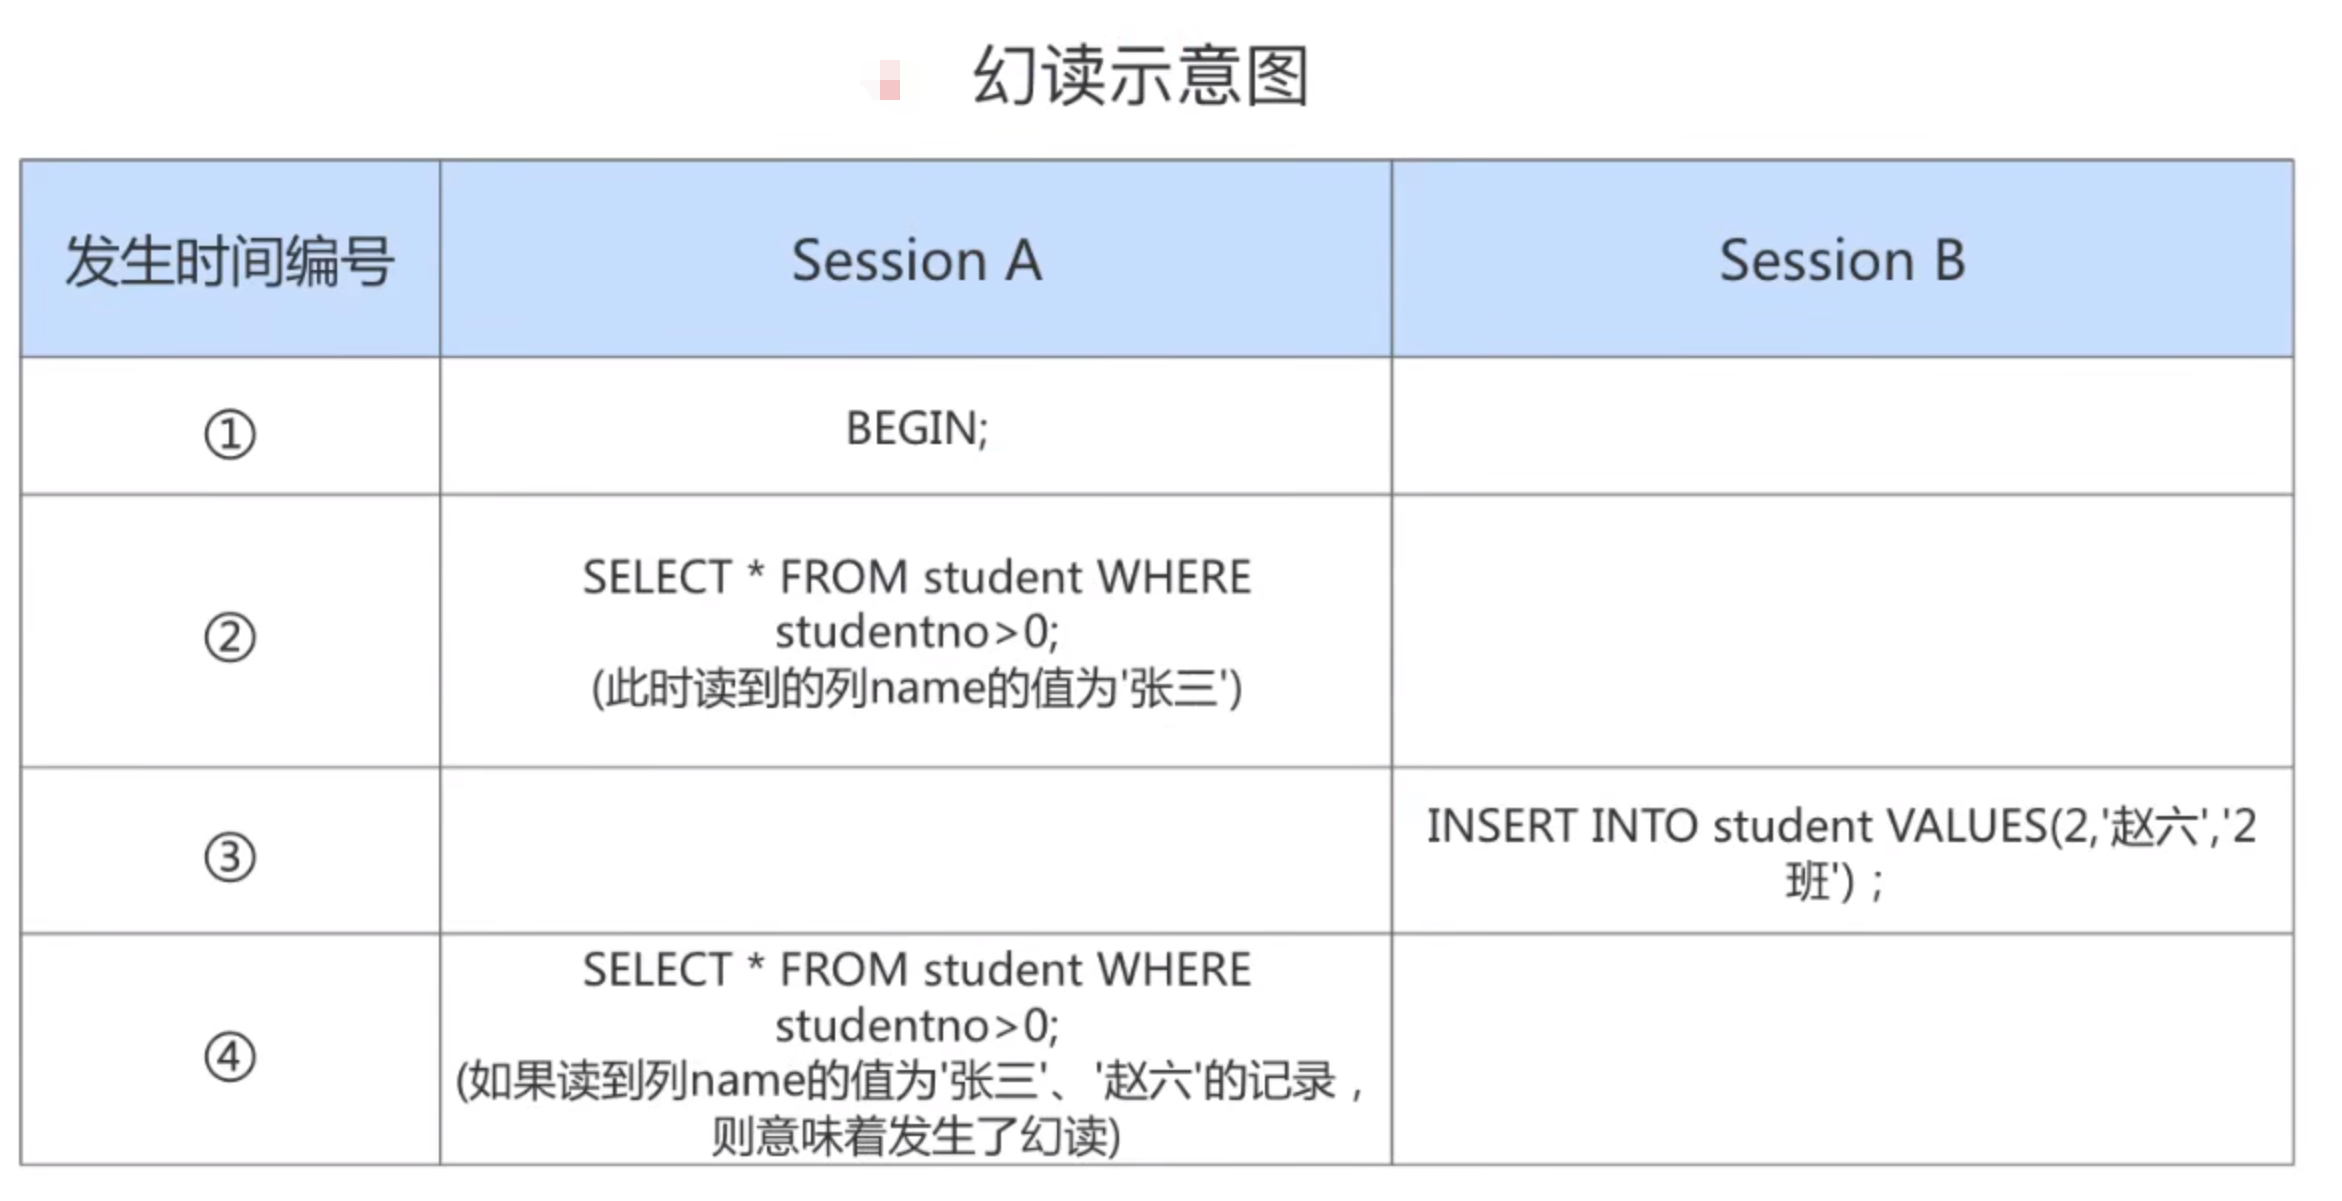 幻读示意图
发生时间编号
Session A
Session B
①
BEGIN;
②
SELECT * FROM student WHERE
studentno>0;
(此时读到的列name的值为'张三')
③
INSERT INTO student VALUES(2,'赵六','2
班') ;
④
SELECT * FROM student WHERE
studentno>0;
(如果读到列name的值为'张三'、'赵六'的记录，
则意味着发生了幻读)